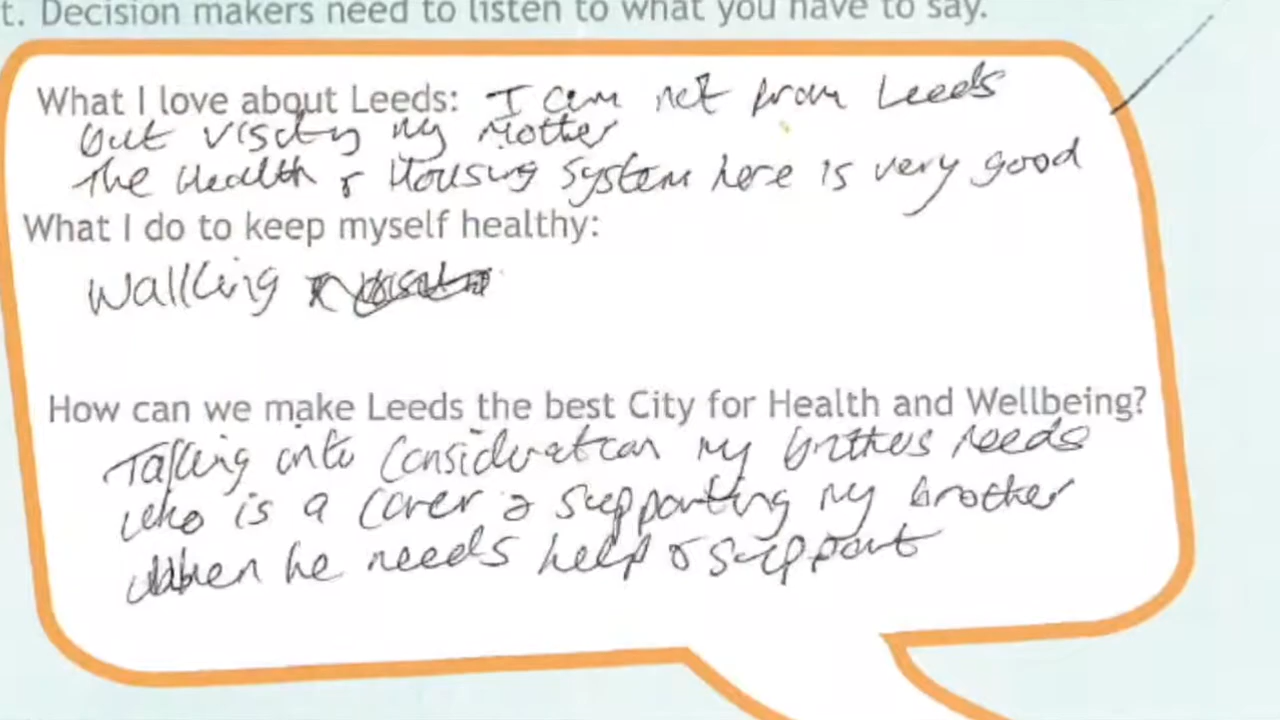 t. Decision makers need to listen to what you have to say.
What I love about Leeds: I am not from Leeds
but visity my Mother
The Health & Housing System here is very good
What I do to keep myself healthy:
Walking
How can we make Leeds the best City for Health and Wellbeing?
Taking into Consideration my brothers needs
who is a carer & supporting my brother
When he needs help & support